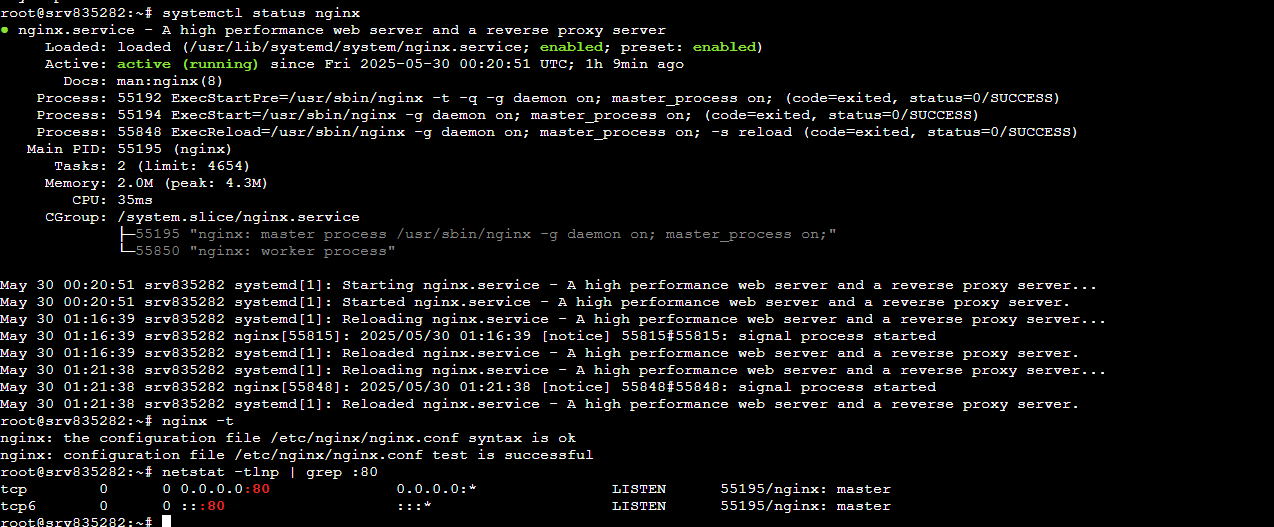 root@srv835282:~# systemctl status nginx
● nginx.service - A high performance web server and a reverse proxy server
     Loaded: loaded (/usr/lib/systemd/system/nginx.service; enabled; preset: enabled)
     Active: active (running) since Fri 2025-05-30 00:20:51 UTC; 1h 9min ago
       Docs: man:nginx(8)
    Process: 55192 ExecStartPre=/usr/sbin/nginx -t -q -g daemon on; master_process on; (code=exited, status=0/SUCCESS)
    Process: 55194 ExecStart=/usr/sbin/nginx -g daemon on; master_process on; (code=exited, status=0/SUCCESS)
    Process: 55848 ExecReload=/usr/sbin/nginx -g daemon on; master_process on; -s reload (code=exited, status=0/SUCCESS)
   Main PID: 55195 (nginx)
      Tasks: 2 (limit: 4654)
     Memory: 2.0M (peak: 4.3M)
        CPU: 35ms
     CGroup: /system.slice/nginx.service
             ├─55195 "nginx: master process /usr/sbin/nginx -g daemon on; master_process on;"
             └─55850 "nginx: worker process"
May 30 00:20:51 srv835282 systemd[1]: Starting nginx.service - A high performance web server and a reverse proxy server...
May 30 00:20:51 srv835282 systemd[1]: Started nginx.service - A high performance web server and a reverse proxy server.
May 30 01:16:39 srv835282 systemd[1]: Reloading nginx.service - A high performance web server and a reverse proxy server...
May 30 01:16:39 srv835282 nginx[55815]: 2025/05/30 01:16:39 [notice] 55815#55815: signal process started
May 30 01:16:39 srv835282 systemd[1]: Reloaded nginx.service - A high performance web server and a reverse proxy server.
May 30 01:21:38 srv835282 systemd[1]: Reloading nginx.service - A high performance web server and a reverse proxy server...
May 30 01:21:38 srv835282 nginx[55848]: 2025/05/30 01:21:38 [notice] 55848#55848: signal process started
May 30 01:21:38 srv835282 systemd[1]: Reloaded nginx.service - A high performance web server and a reverse proxy server.
root@srv835282:~# nginx -t
nginx: the configuration file /etc/nginx/nginx.conf syntax is ok
nginx: configuration file /etc/nginx/nginx.conf test is successful
root@srv835282:~# netstat -tlnp | grep :80
tcp        0      0 0.0.0.0:80              0.0.0.0:*               LISTEN      55195/nginx: master
tcp6       0      0 :::80                   :::*                    LISTEN      55195/nginx: master
root@srv835282:~#